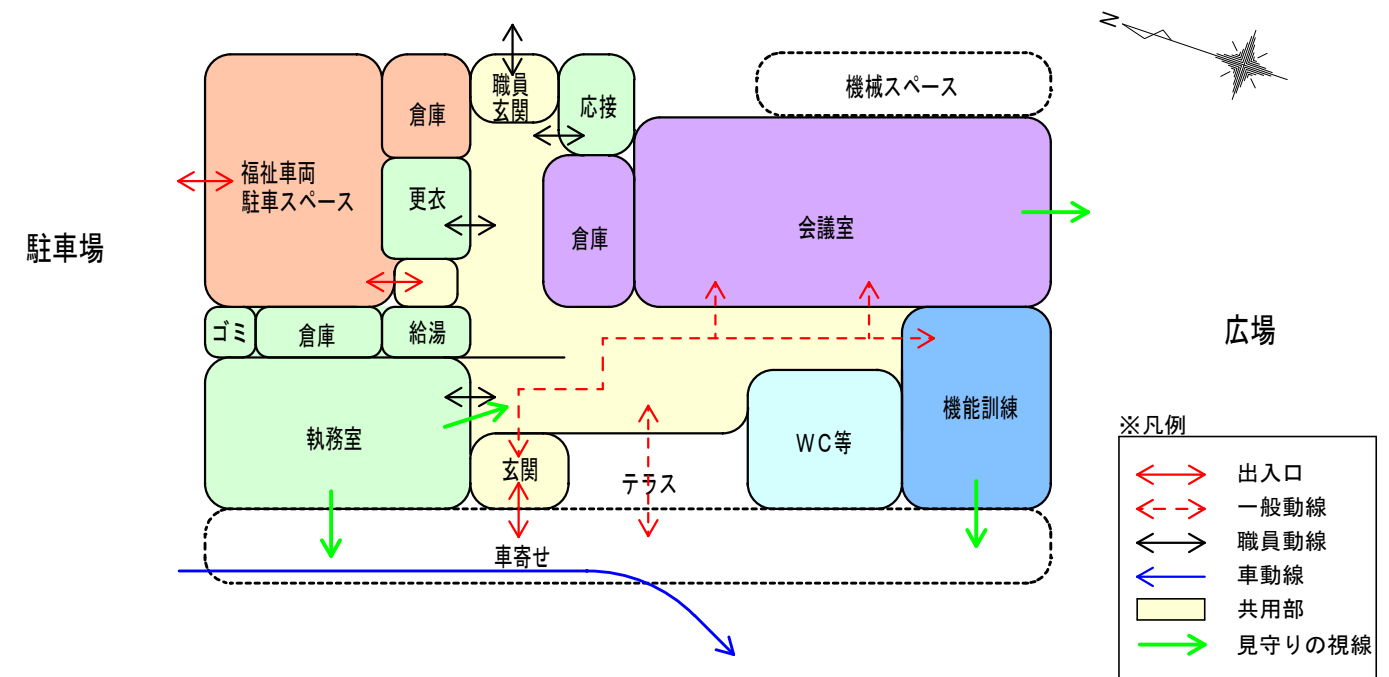 N
職員
玄関
応接
機械スペース
倉庫
福祉車両
駐車スペース
更衣
倉庫
会議室
駐車場
ゴミ
倉庫
給湯
広場
執務室
玄関
テラス
WC等
機能訓練
車寄せ
※凡例
出入口
一般動線
職員動線
車動線
共用部
見守りの視線